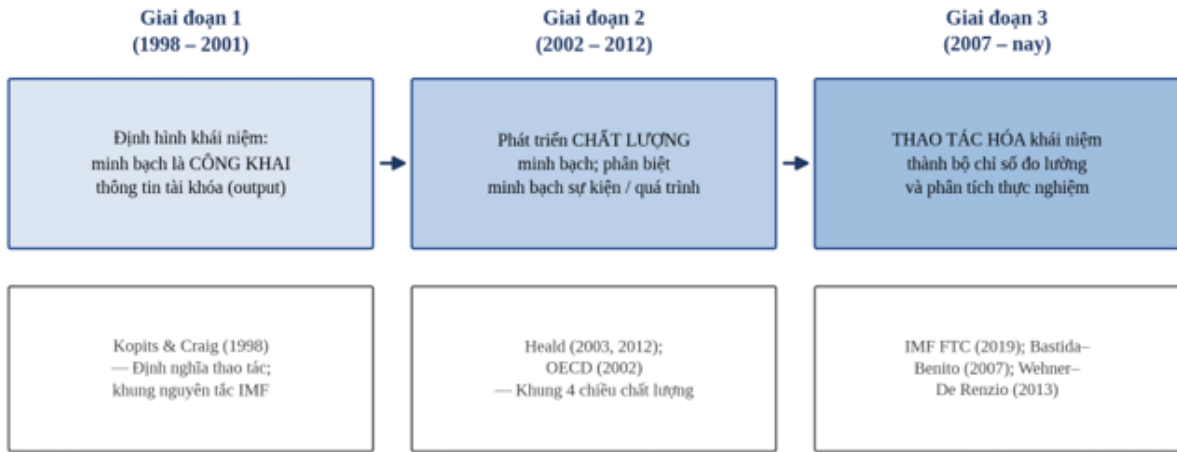 Giai đoạn 1
(1998 – 2001)
Giai đoạn 2
(2002 – 2012)
Giai đoạn 3
(2007 – nay)
Định hình khái niệm:
minh bạch là CÔNG KHAI
thông tin tài khóa (output)
Phát triển CHẤT LƯỢNG
minh bạch; phân biệt
minh bạch sự kiện / quá trình
THAO TÁC HÓA khái niệm
thành bộ chỉ số đo lường
và phân tích thực nghiệm
Kopits & Craig (1998)
— Định nghĩa thao tác;
khung nguyên tắc IMF
Heald (2003, 2012);
OECD (2002)
— Khung 4 chiều chất lượng
IMF FTC (2019); Bastida–
Benito (2007); Wehner–
De Renzio (2013)